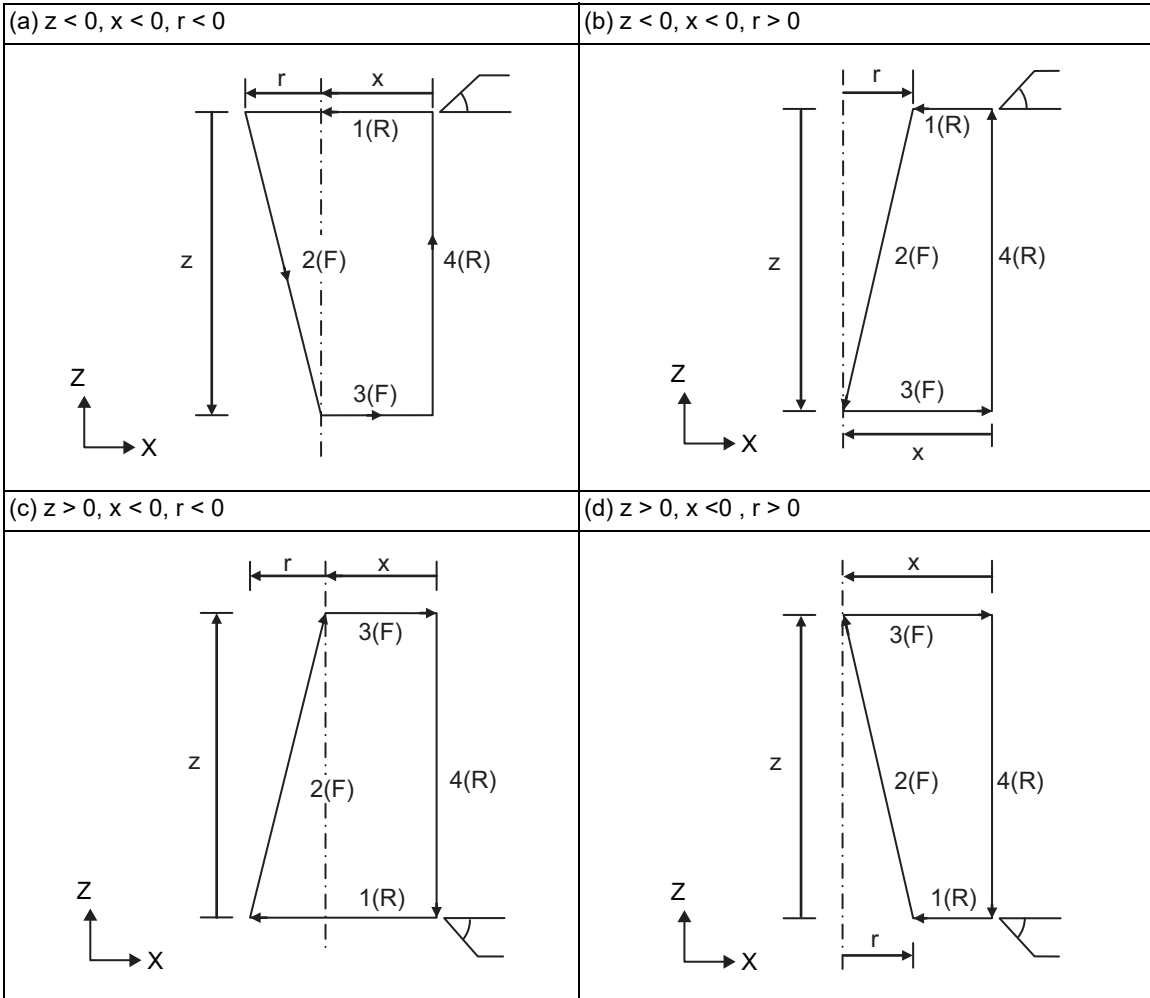 (a) z < 0, x < 0, r < 0
r
x
1(R)
z
2(F)
4(R)
3(F)
Z
X
(b) z < 0, x < 0, r > 0
r
1(R)
z
2(F)
4(R)
3(F)
x
Z
X
(c) z > 0, x < 0, r < 0
r
x
3(F)
z
2(F)
4(R)
1(R)
Z
X
(d) z > 0, x <0 , r > 0
x
3(F)
z
2(F)
4(R)
1(R)
r
Z
X